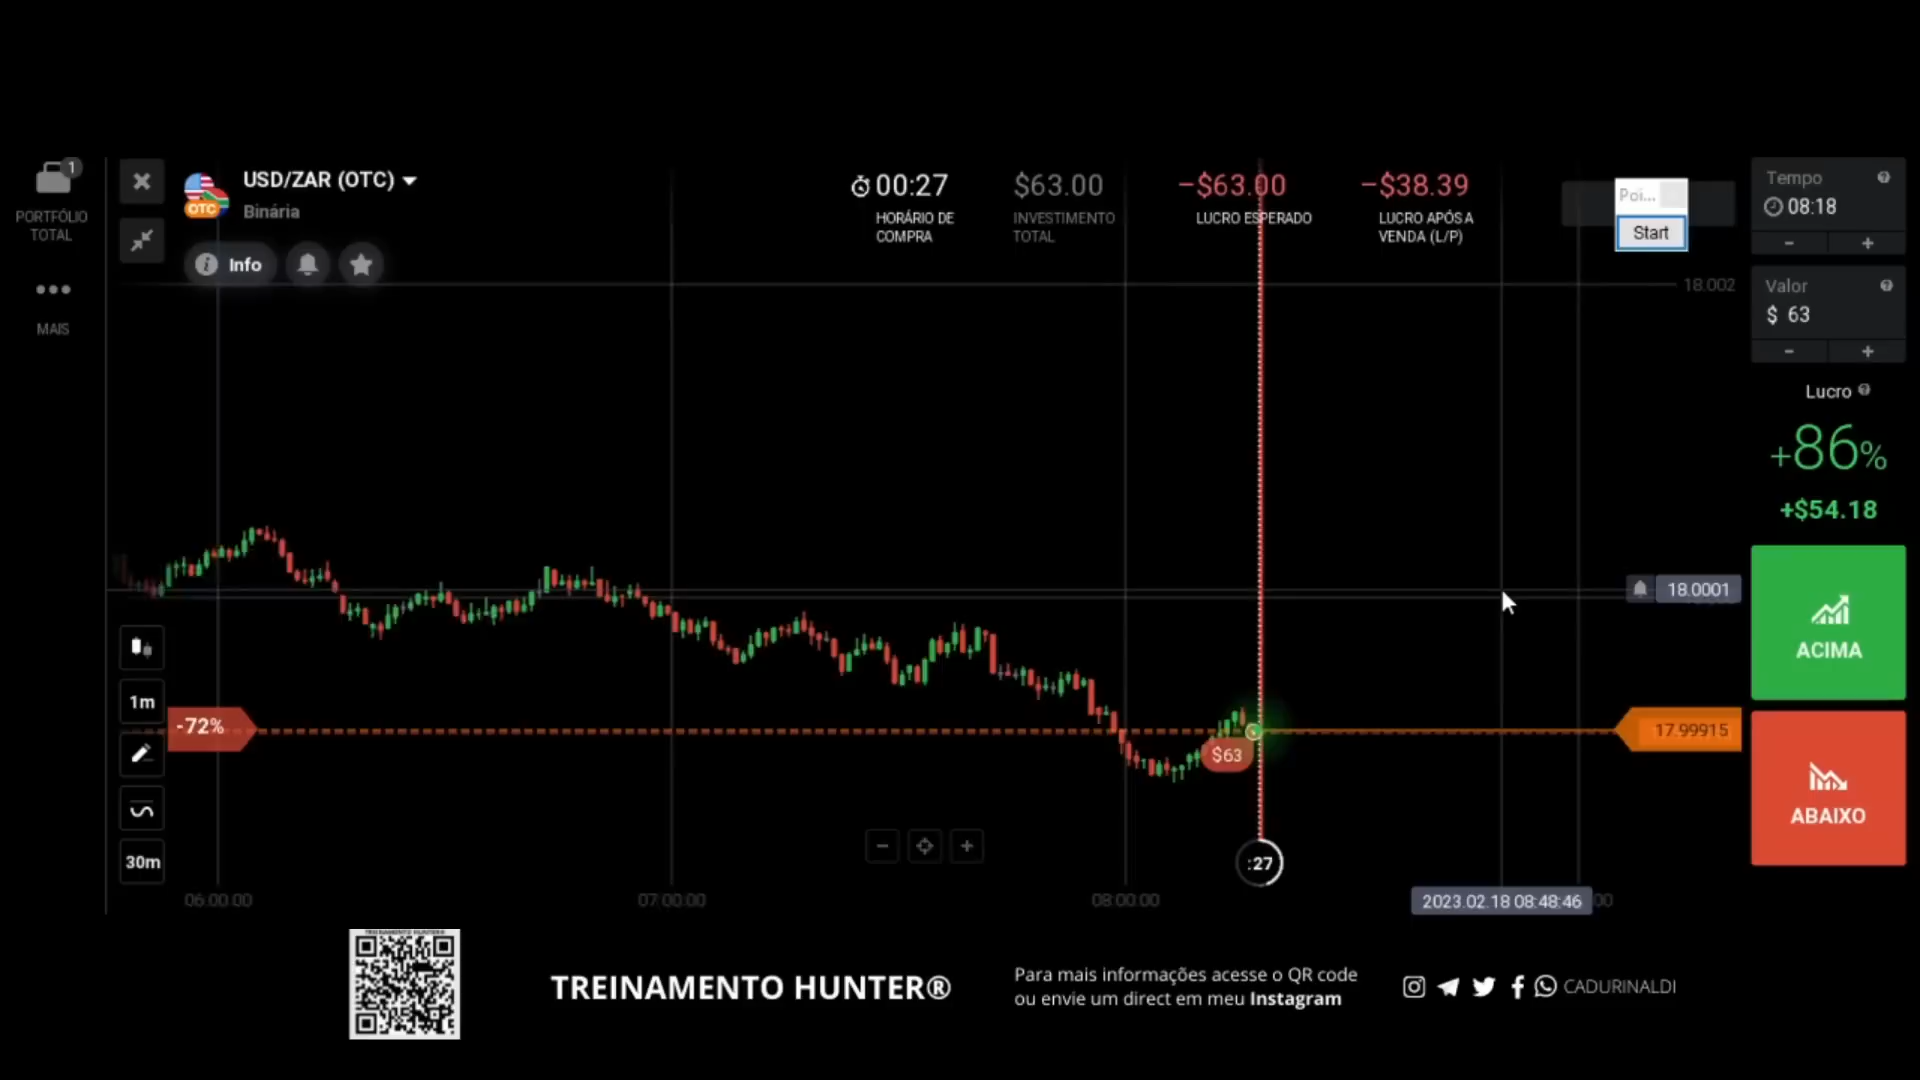 1
PORTFÓLIO
TOTAL
MAIS
USD/ZAR (OTC)
OTC
Binária
Info
00:27
HORÁRIO DE
COMPRA
$63.00
INVESTIMENTO
TOTAL
−$63.00
LUCRO ESPERADO
−$38.39
LUCRO APÓS A
VENDA (L/P)
Poi...
Start
Tempo
08:18
- +
Valor
$ 63
- +
Lucro
+86%
+$54.18
ACIMA
ABAIXO
18.002
18.0001
17.99915
1m
-72%
30m
$63
- +
:27
06:00:00
07:00:00
08:00:00
2023.02.18 08:48:46
00
TREINAMENTO HUNTER®
Para mais informações acesse o QR code
ou envie um direct em meu Instagram
CADURINALDI